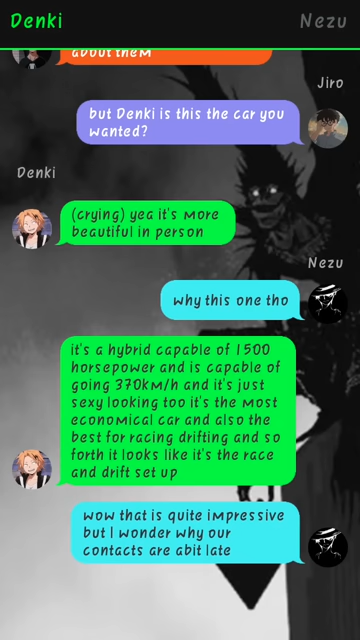 Denki
Nezu
about them
Jiro
but Denki is this the car you
wanted?
Denki
(crying) yea it's more
beautiful in person
Nezu
why this one tho
it's a hybrid capable of 1500
horsepower and is capable of
going 370km/h and it's just
sexy looking too it's the most
economical car and also the
best for racing drifting and so
forth it looks like it's the race
and drift set up
wow that is quite impressive
but I wonder why our
contacts are abit late